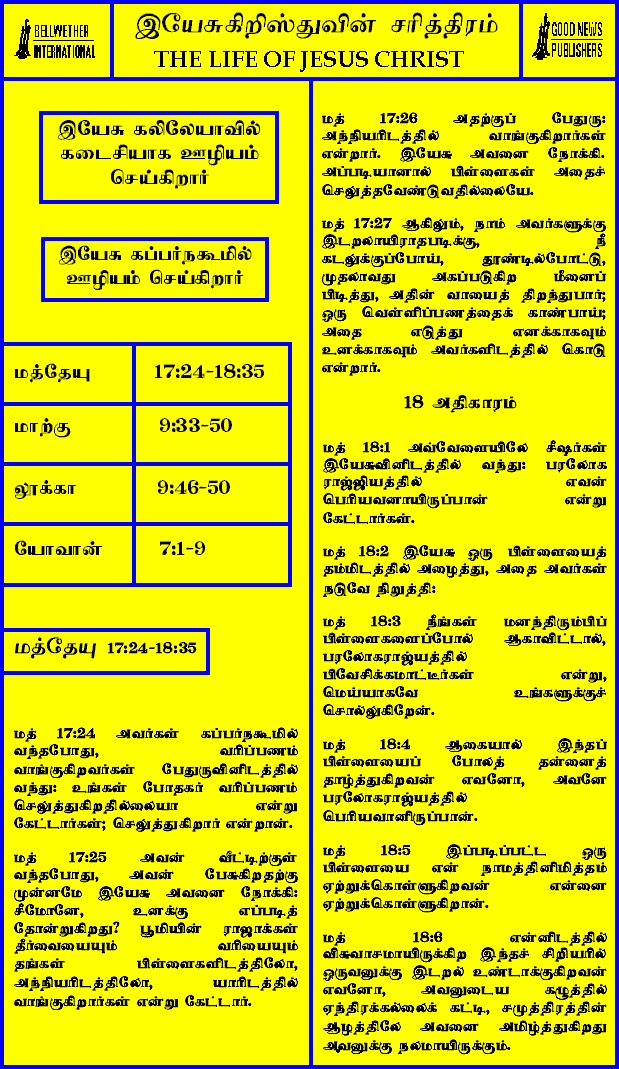 BELLWETHER
INTERNATIONAL
இயேசுகிறிஸ்துவின் சரித்திரம்
THE LIFE OF JESUS CHRIST
GOOD NEWS
PUBLISHERS
இயேசு கலிலேயாவில்
கடைசியாக ஊழியம்
செய்கிறார்
இயேசு கப்பர்நகூமில்
ஊழியம் செய்கிறார்
மத்தேயு 17:24-18:35
மாற்கு 9:33-50
லூக்கா 9:46-50
யோவான் 7:1-9
மத்தேயு 17:24-18:35
மத் 17:24 அவர்கள் கப்பர்நகூமில்
வந்தபோது, வரிப்பணம்
வாங்குகிறவர்கள் பேதுருவினிடத்தில்
வந்து: உங்கள் போதகர் வரிப்பணம்
செலுத்துகிறதில்லையா என்று
கேட்டார்கள்; செலுத்துகிறார் என்றான்.
மத் 17:25 அவன் வீட்டிற்குள்
வந்தபோது, அவன் பேசுகிறதற்கு
முன்னமே இயேசு அவனை நோக்கி:
சீமோனே, உனக்கு எப்படித்
தோன்றுகிறது? பூமியின் ராஜாக்கள்
தீர்வையையும் வரியையும்
தங்கள் பிள்ளைகளிடத்திலோ,
அந்நியரிடத்திலோ, யாரிடத்தில்
வாங்குகிறார்கள் என்று கேட்டார்.
மத் 17:26 அதற்குப் பேதுரு:
அந்நியரிடத்தில் வாங்குகிறார்கள்
என்றார். இயேசு அவனை நோக்கி.
அப்படியானால் பிள்ளைகள் அதைச்
செலுத்தவேண்டுவதில்லையே.
மத் 17:27 ஆகிலும், நாம் அவர்களுக்கு
இடறலாயிராதபடிக்கு, நீ
கடலுக்குப்போய், தூண்டில்போட்டு,
முதலாவது அகப்படுகிற மீனைப்
பிடித்து, அதின் வாயைத் திறந்துபார்;
ஒரு வெள்ளிப்பணத்தைக் காண்பாய்;
அதை எடுத்து எனக்காகவும்
உனக்காகவும் அவர்களிடத்தில் கொடு
என்றார்.
18 அதிகாரம்
மத் 18:1 அவ்வேளையிலே சீஷர்கள்
இயேசுவினிடத்தில் வந்து: பரலோக
ராஜ்ஜியத்தில் எவன்
பெரியவனாயிருப்பான் என்று
கேட்டார்கள்.
மத் 18:2 இயேசு ஒரு பிள்ளையைத்
தம்மிடத்தில் அழைத்து, அதை அவர்கள்
நடுவே நிறுத்தி:
மத் 18:3 நீங்கள் மனந்திரும்பிப்
பிள்ளைகளைப்போல் ஆகாவிட்டால்,
பரலோகராஜ்யத்தில்
பிவேசிக்கமாட்டீர்கள் என்று,
மெய்யாகவே உங்களுக்குச்
சொல்லுகிறேன்.
மத் 18:4 ஆகையால் இந்தப்
பிள்ளையைப் போலத் தன்னைத்
தாழ்த்துகிறவன் எவனோ, அவனே
பரலோகராஜ்யத்தில்
பெரியவானிருப்பான்.
மத் 18:5 இப்படிப்பட்ட ஒரு
பிள்ளையை என் நாமத்தினிமித்தம்
ஏற்றுக்கொள்ளுகிறவன் என்னை
ஏற்றுக்கொள்ளுகிறான்.
மத் 18:6 என்னிடத்தில்
விசுவாசமாயிருக்கிற இந்தச் சிறியரில்
ஒருவனுக்கு இடறல் உண்டாக்குகிறவன்
எவனோ, அவனுடைய கழுத்தில்
ஏந்திரக்கல்லைக் கட்டி., சமுத்திரத்தின்
ஆழத்திலே அவனை அமிழ்த்துகிறது
அவனுக்கு நலமாயிருக்கும்.